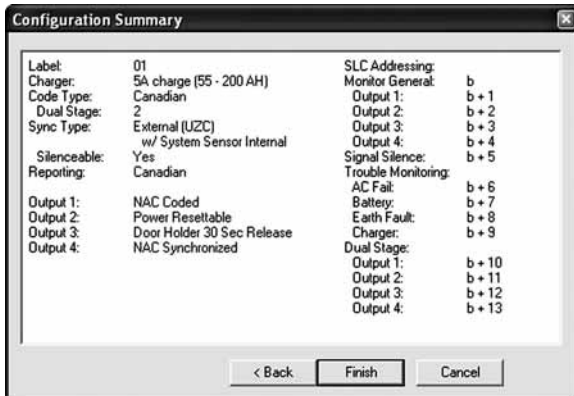 Configuration Summary
Label: 01
Charger: 5A charge (55 - 200 AH)
Code Type: Canadian
Dual Stage: 2
Sync Type: External (UZC)
w/ System Sensor Internal
Silenceable: Yes
Reporting: Canadian
Output 1: NAC Coded
Output 2: Power Resettable
Output 3: Door Holder 30 Sec Release
Output 4: NAC Synchronized
SLC Addressing:
Monitor General: b
Output 1: b + 1
Output 2: b + 2
Output 3: b + 3
Output 4: b + 4
Signal Silence: b + 5
Trouble Monitoring:
AC Fail: b + 6
Battery: b + 7
Earth Fault: b + 8
Charger: b + 9
Dual Stage:
Output 1: b + 10
Output 2: b + 11
Output 3: b + 12
Output 4: b + 13
< Back Finish Cancel